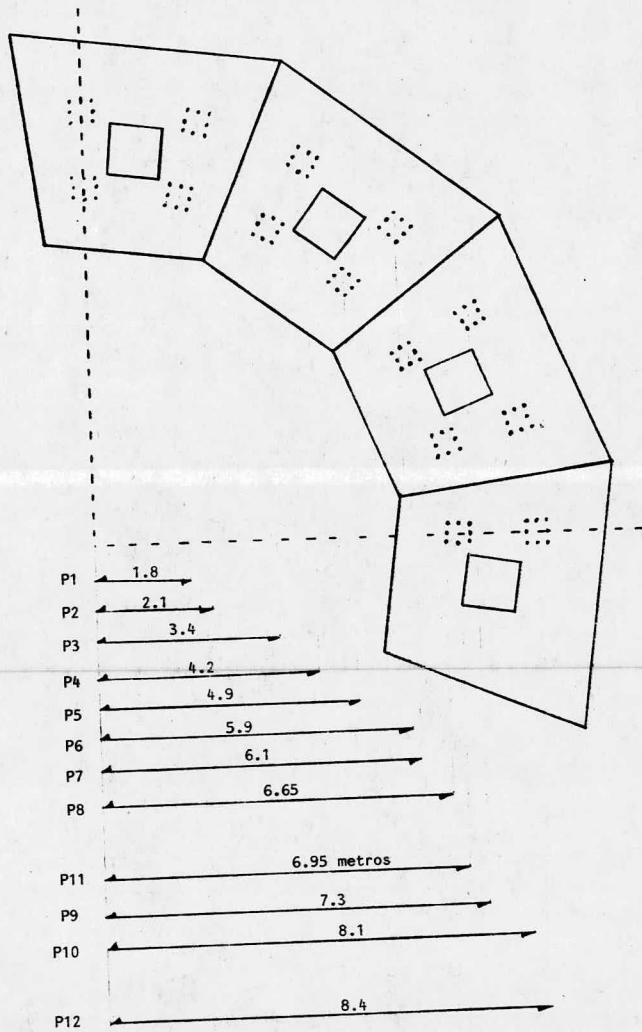 P1 1.8
P2 2.1
P3 3.4
P4 4.2
P5 4.9
P6 5.9
P7 6.1
P8 6.65
P11 6.95 metros
P9 7.3
P10 8.1
P12 8.4